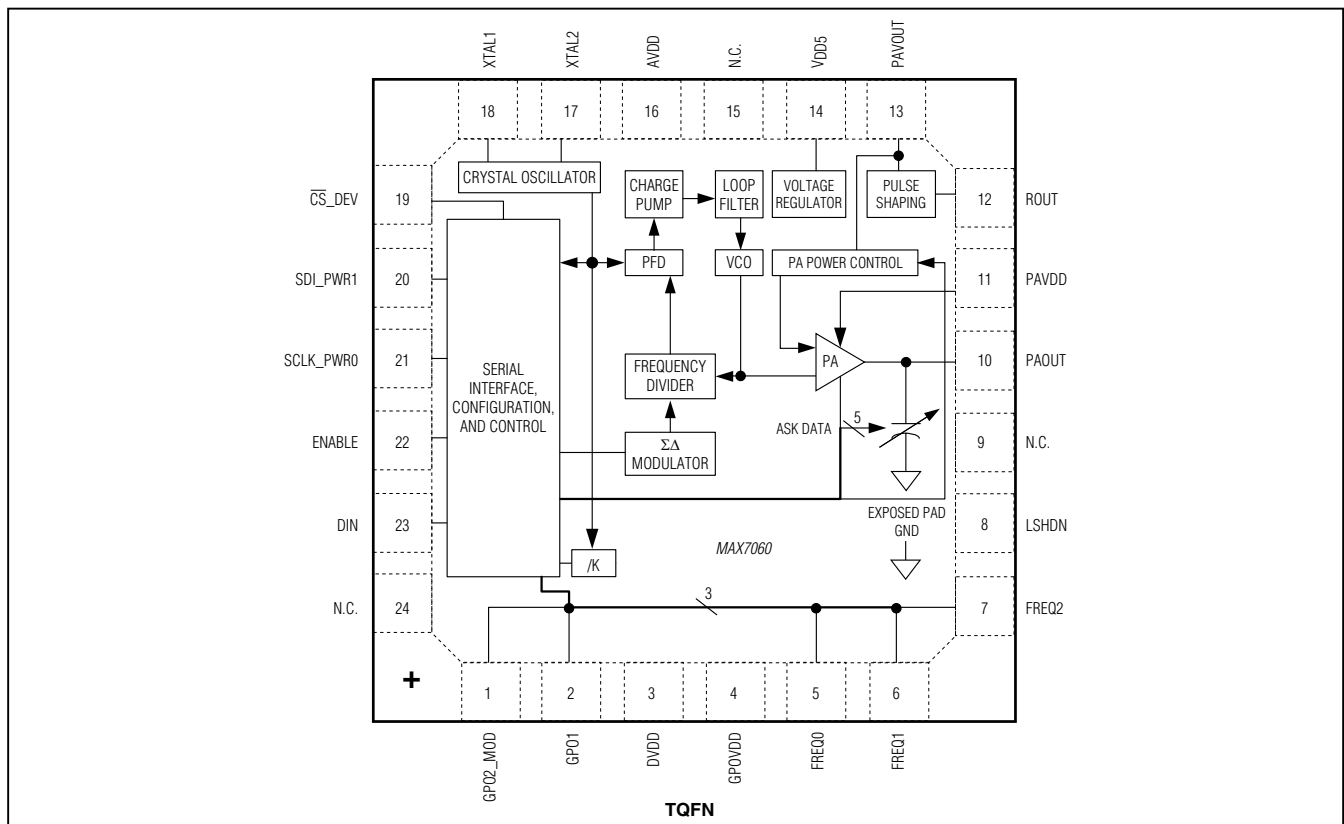 XTAL1
XTAL2
AVDD
N.C.
VDD5
PAVOUT
18
17
16
15
14
13
CRYSTAL OSCILLATOR
CHARGE
PUMP
LOOP
FILTER
VOLTAGE
REGULATOR
PULSE
SHAPING
CS_DEV
19
12
ROUT
PFD
VCO
PA POWER CONTROL
SDI_PWR1
20
11
PAVDD
SCLK_PWR0
21
SERIAL
INTERFACE,
CONFIGURATION,
AND CONTROL
FREQUENCY
DIVIDER
PA
10
PAOUT
ENABLE
22
ΣΔ
MODULATOR
ASK DATA
5
9
N.C.
DIN
23
EXPOSED PAD
GND
8
LSHDN
/K
MAX7060
N.C.
24
3
7
FREQ2
+
1
2
3
4
5
6
GPO2_MOD
GPO1
DVDD
GPOVDD
FREQ0
FREQ1
TQFN